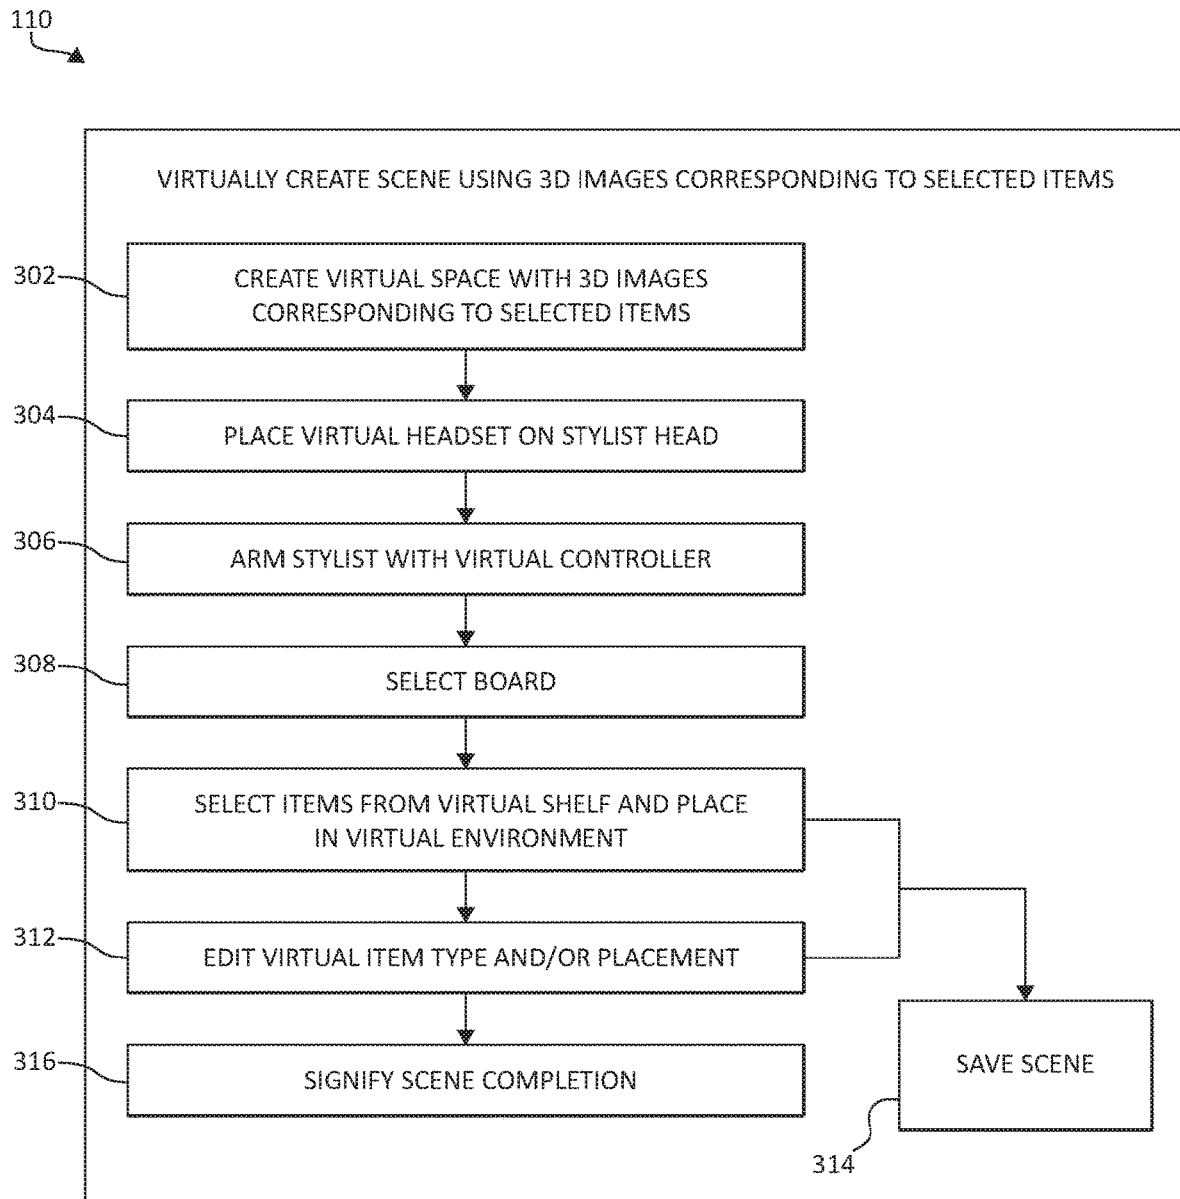 110
VIRTUALLY CREATE SCENE USING 3D IMAGES CORRESPONDING TO SELECTED ITEMS
302
CREATE VIRTUAL SPACE WITH 3D IMAGES
CORRESPONDING TO SELECTED ITEMS
304
PLACE VIRTUAL HEADSET ON STYLIST HEAD
306
ARM STYLIST WITH VIRTUAL CONTROLLER
308
SELECT BOARD
310
SELECT ITEMS FROM VIRTUAL SHELF AND PLACE
IN VIRTUAL ENVIRONMENT
312
EDIT VIRTUAL ITEM TYPE AND/OR PLACEMENT
316
SIGNIFY SCENE COMPLETION
SAVE SCENE
314